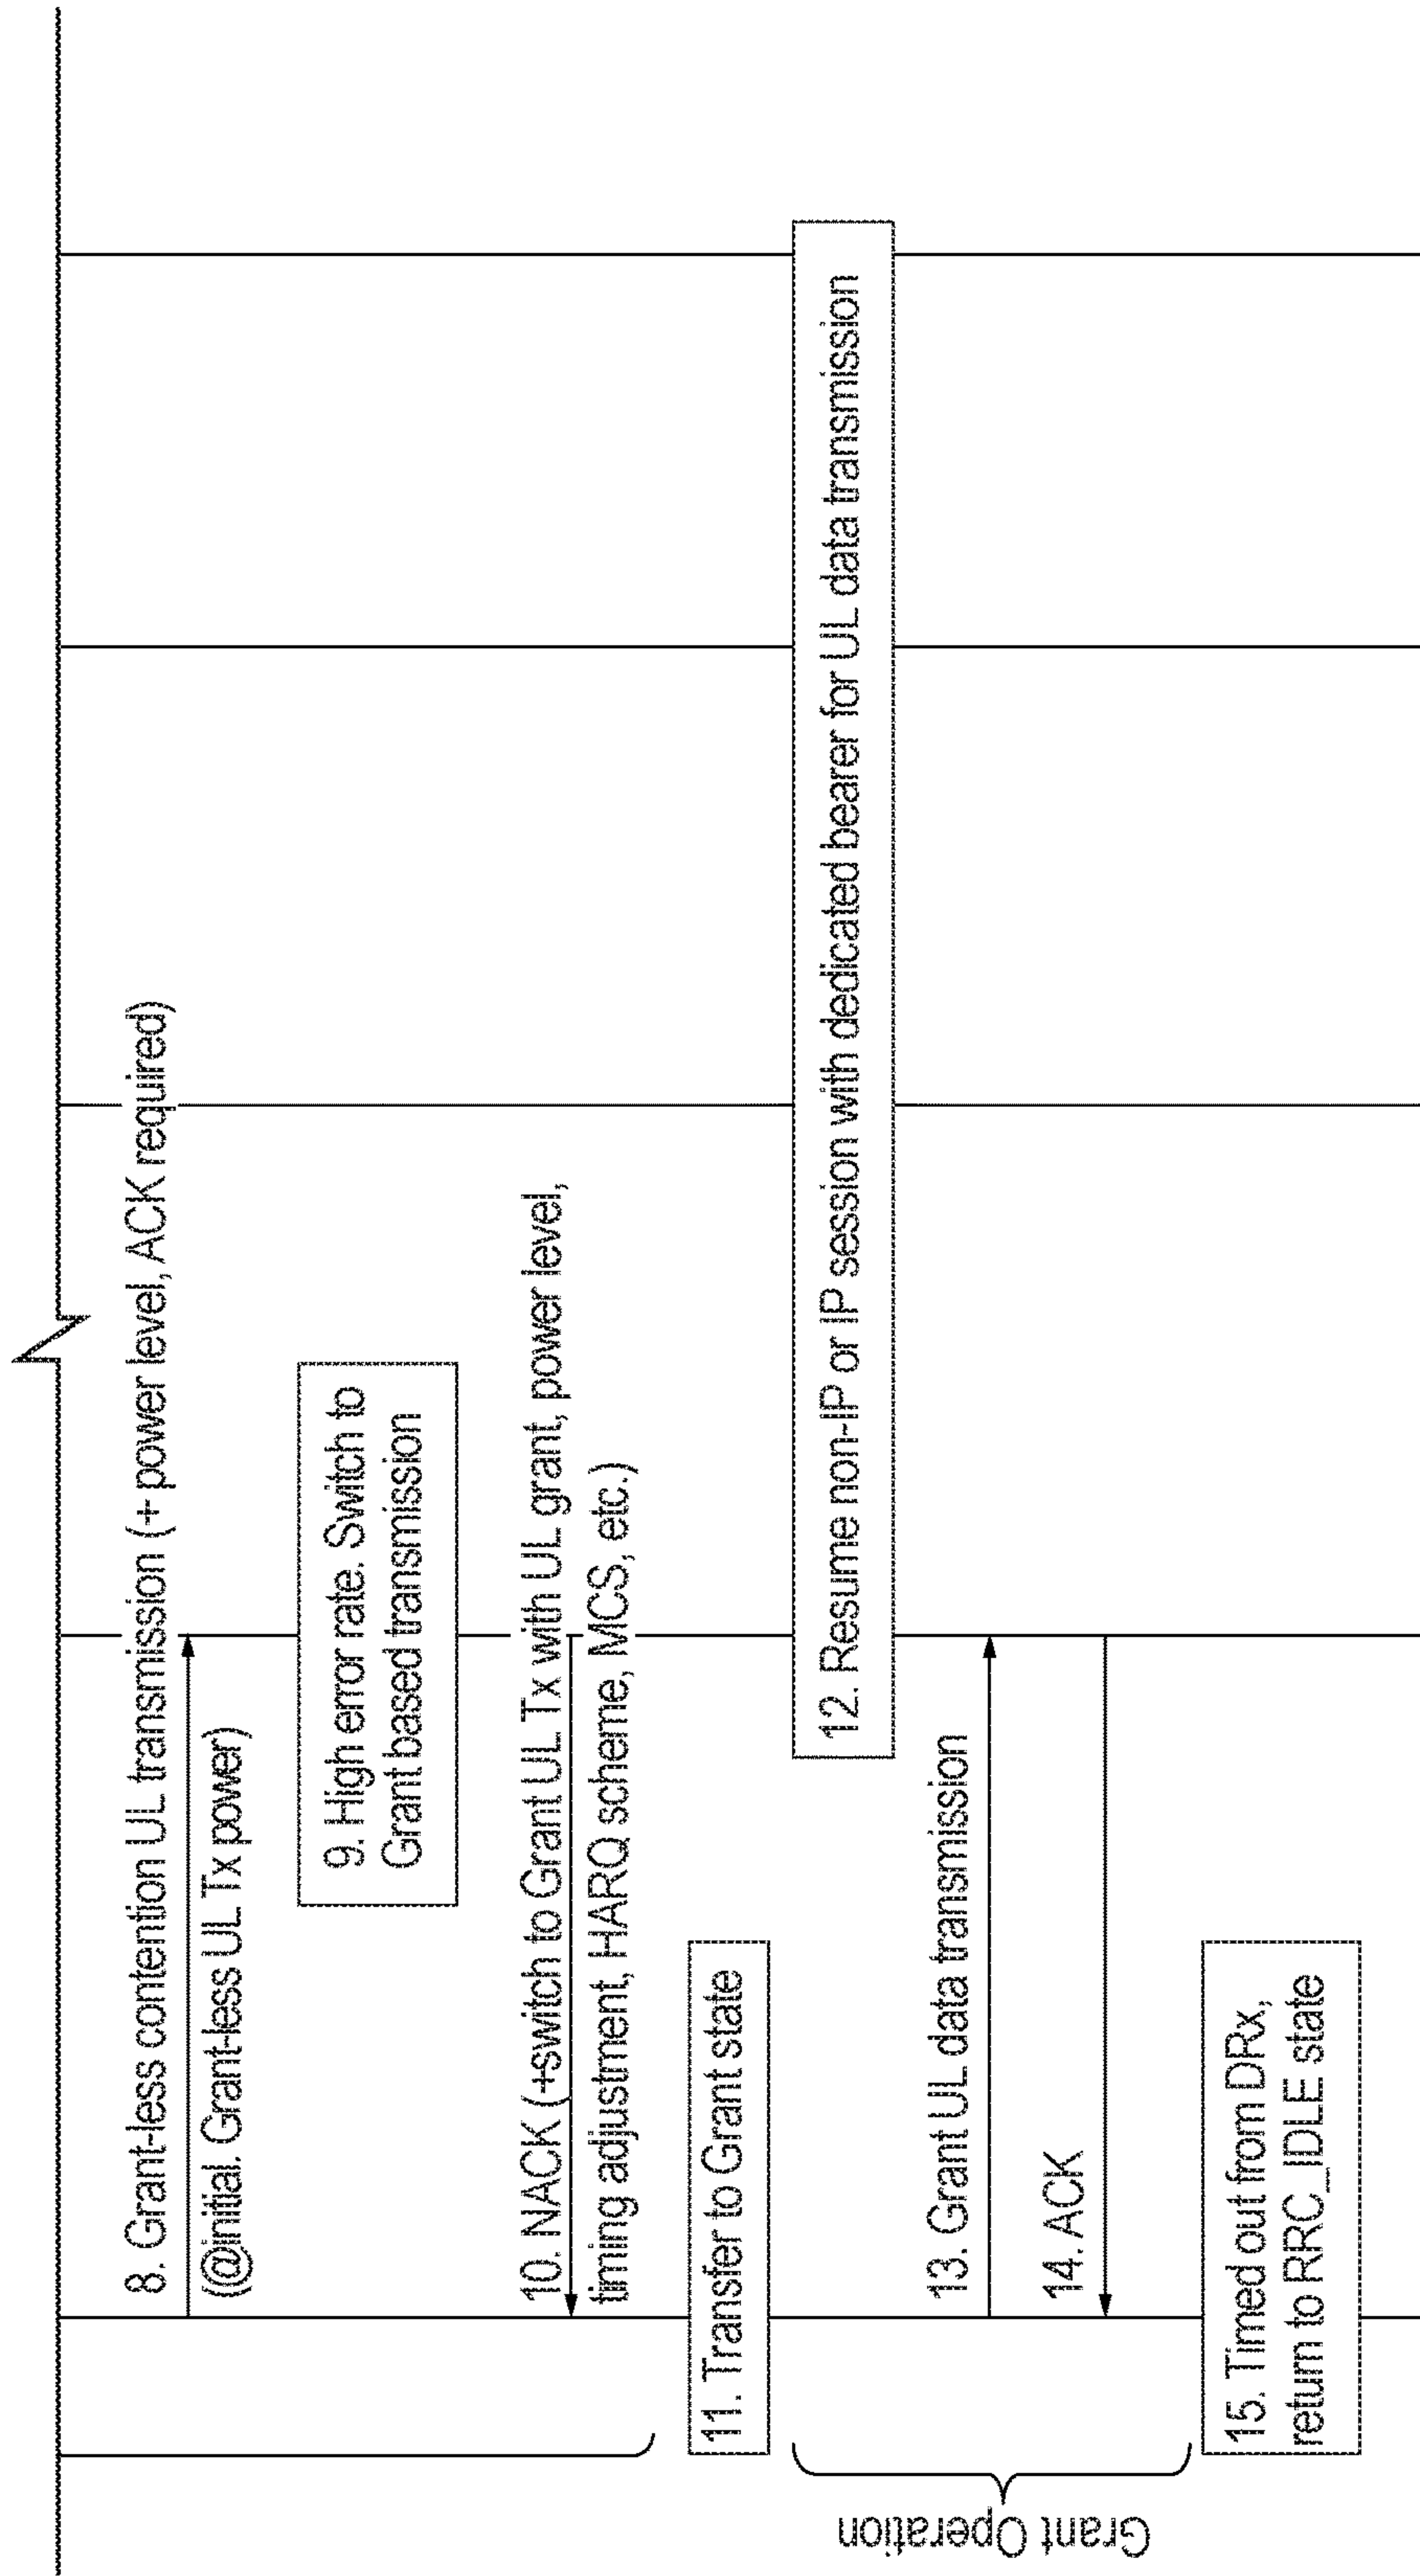 8. Grant-less contention UL transmission (+ power level, ACK required)
(@initial. Grant-less UL Tx power)
9. High error rate. Switch to
Grant based transmission
10. NACK (+switch to Grant UL Tx with UL grant, power level,
timing adjustment, HARQ scheme, MCS, etc.)
11. Transfer to Grant state
12. Resume non-IP or IP session with dedicated bearer for UL data transmission
Grant Operation
13. Grant UL data transmission
14. ACK
15. Timed out from DRx,
return to RRC_IDLE state